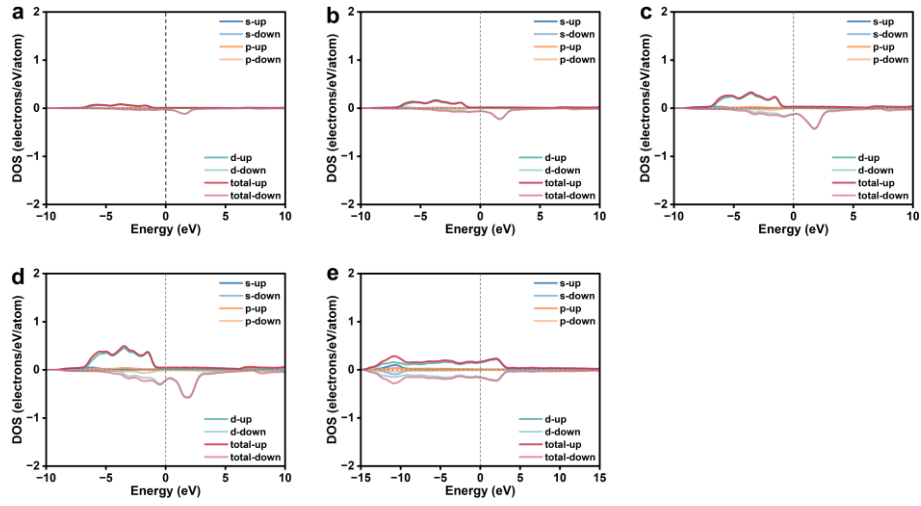 a
2
s-up
s-down
p-up
p-down
1
0
−1
d-up
d-down
total-up
total-down
−2
−10 −5 0 5 10
Energy (eV)
DOS (electrons/eV/atom)
b
2
s-up
s-down
p-up
p-down
1
0
−1
d-up
d-down
total-up
total-down
−2
−10 −5 0 5 10
Energy (eV)
DOS (electrons/eV/atom)
c
2
s-up
s-down
p-up
p-down
1
0
−1
d-up
d-down
total-up
total-down
−2
−10 −5 0 5 10
Energy (eV)
DOS (electrons/eV/atom)
d
2
s-up
s-down
p-up
p-down
1
0
−1
d-up
d-down
total-up
total-down
−2
−10 −5 0 5 10
Energy (eV)
DOS (electrons/eV/atom)
e
2
s-up
s-down
p-up
p-down
1
0
−1
d-up
d-down
total-up
total-down
−2
−15 −10 −5 0 5 10 15
Energy (eV)
DOS (electrons/eV/atom)